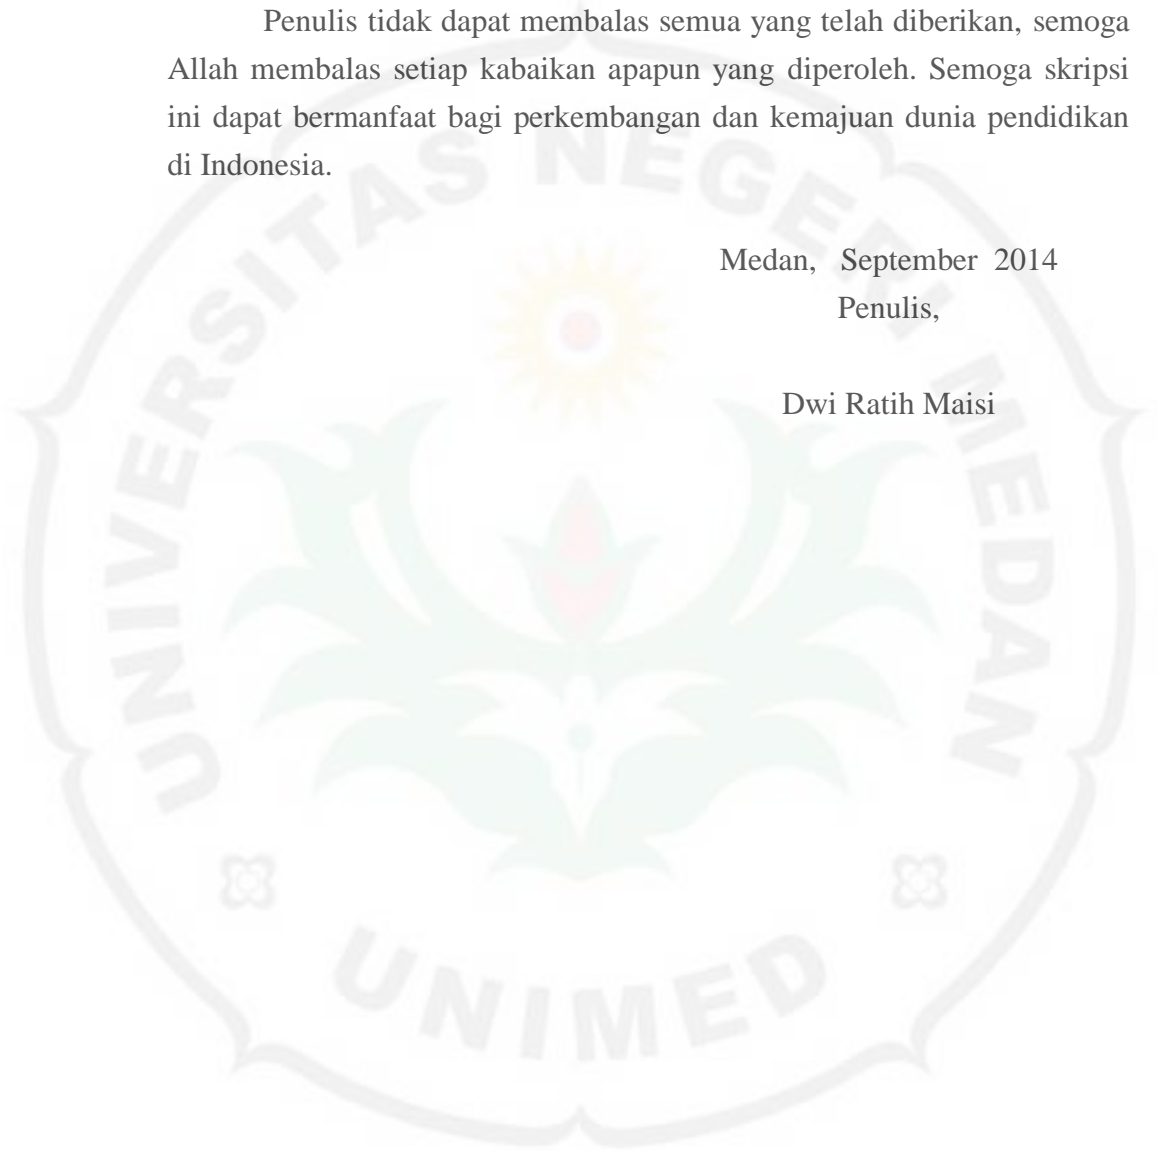 Penulis tidak dapat membalas semua yang telah diberikan, semoga
Allah membalas setiap kabaikan apapun yang diperoleh. Semoga skripsi
ini dapat bermanfaat bagi perkembangan dan kemajuan dunia pendidikan
di Indonesia.
Medan, September 2014
Penulis,
Dwi Ratih Maisi
UNIVERSITAS NEGERI MEDAN
UNIMED